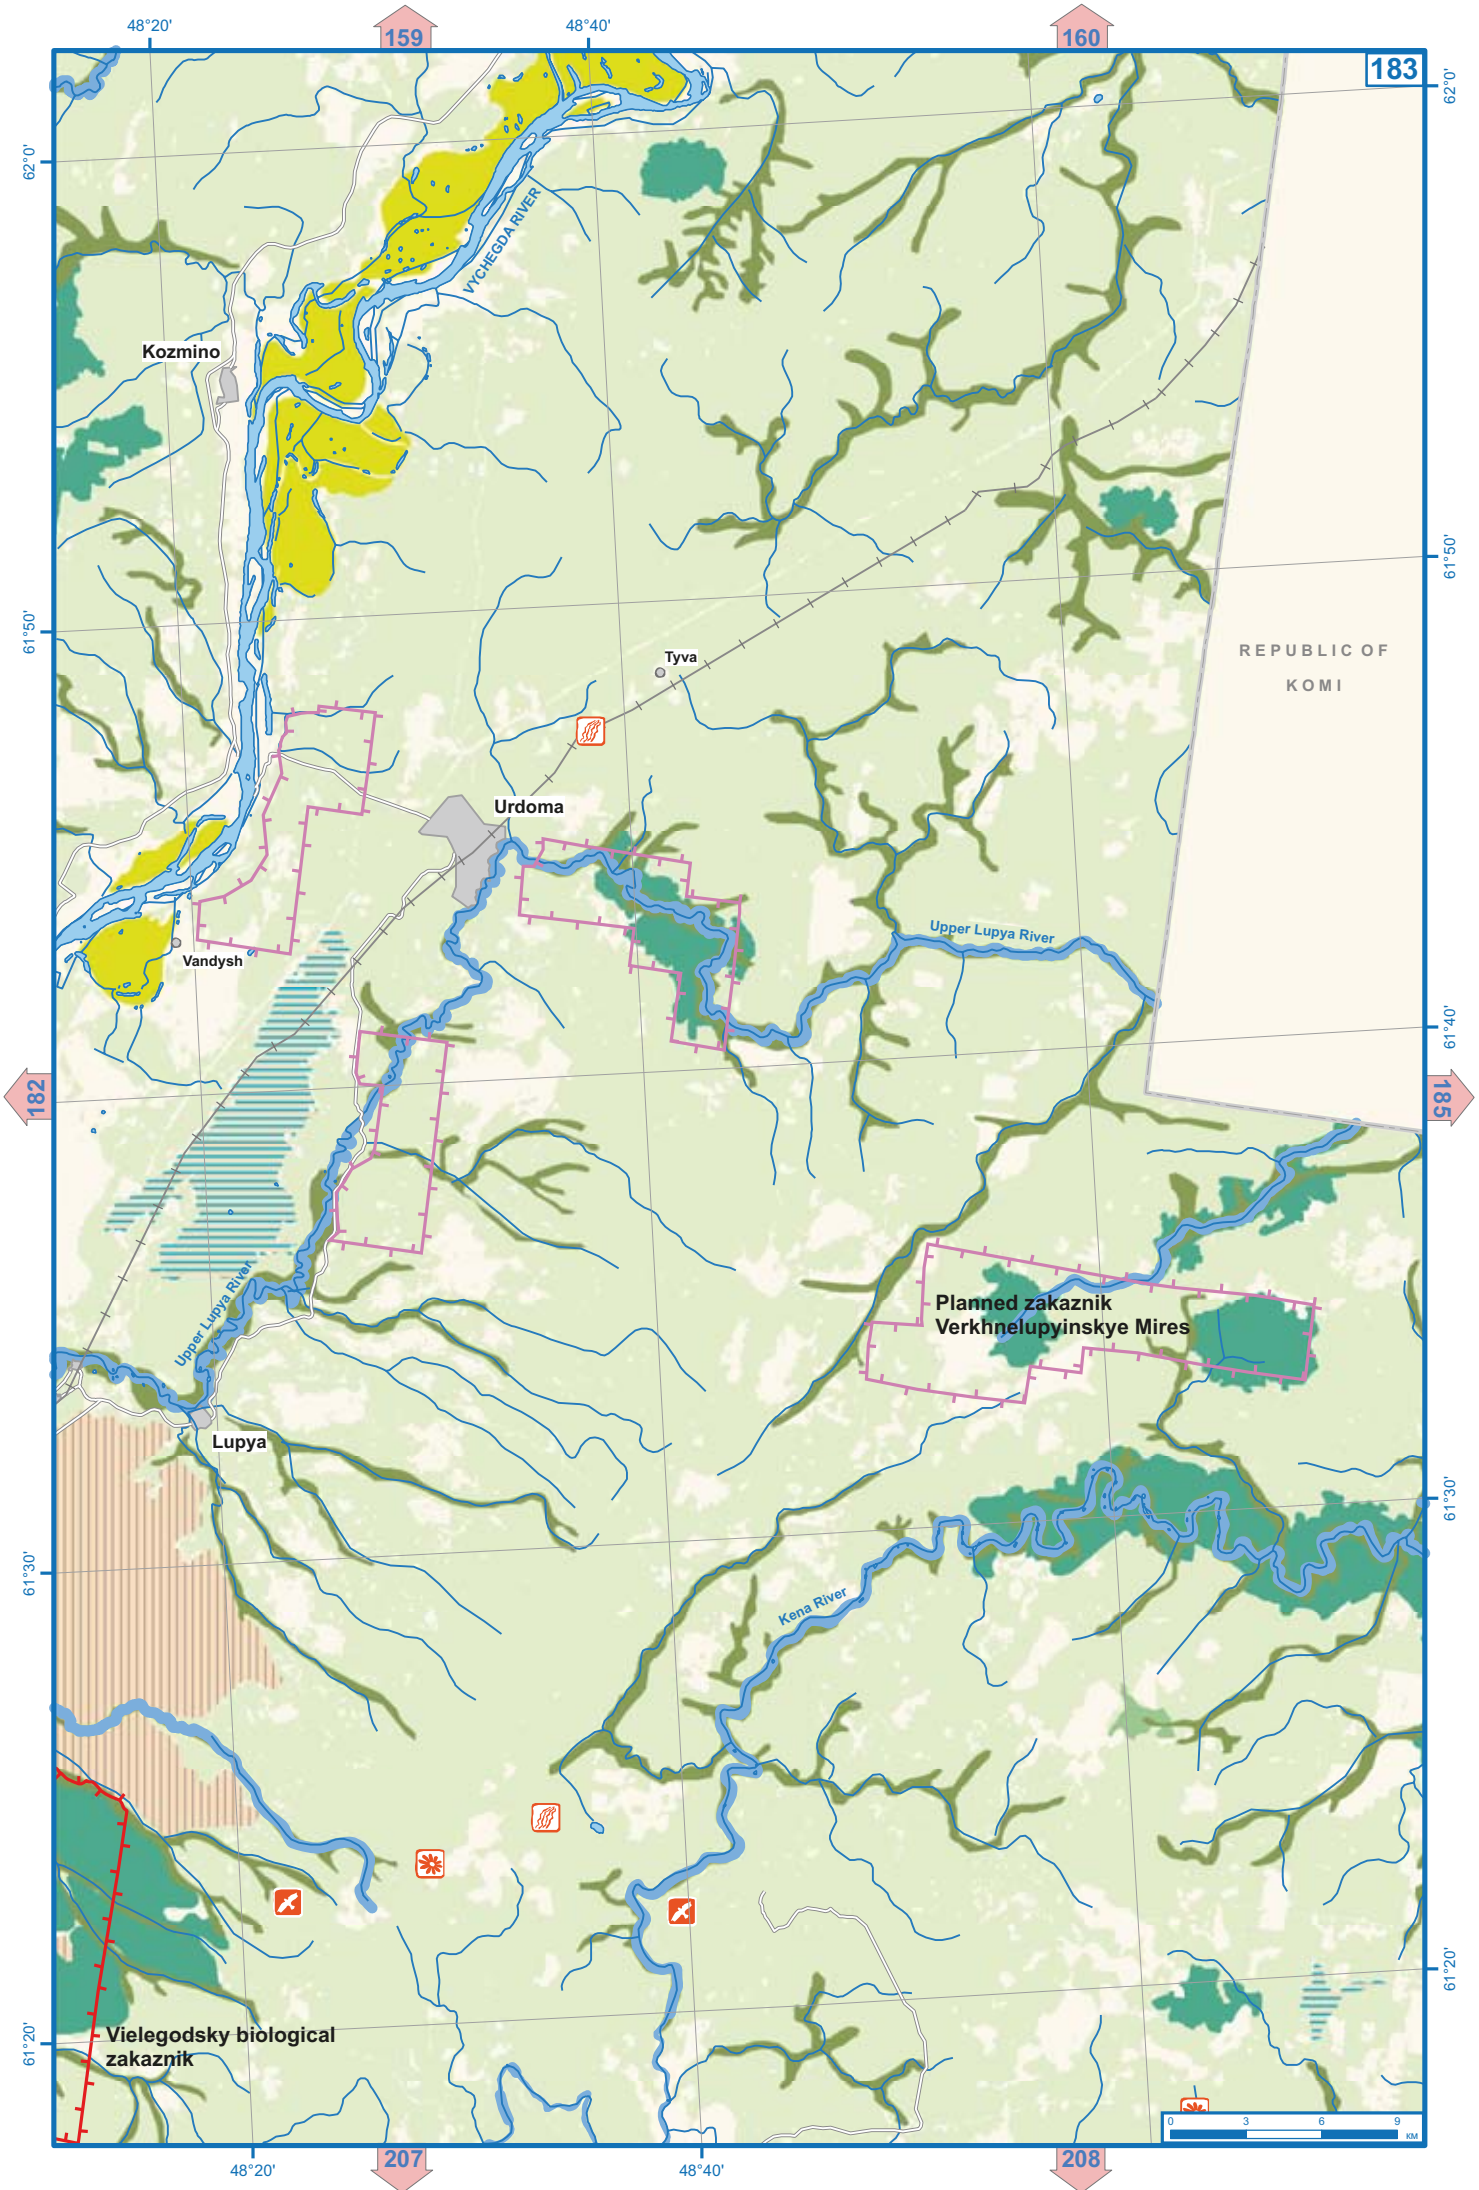 48°20'
159
48°40'
160
183
62°0'
62°0'
VYCHEGDA RIVER
Kozmino
61°50'
61°50'
REPUBLIC OF
KOMI
Tyva
Urdoma
Upper Lupya River
Vandysh
61°40'
182
185
Planned zakaznik
Verkhnelupyinskye Mires
Upper Lupya River
Lupya
61°30'
61°30'
Kena River
61°20'
61°20'
Vielegodsky biological
zakaznik
0 3 6 9
км
48°20'
207
48°40'
208